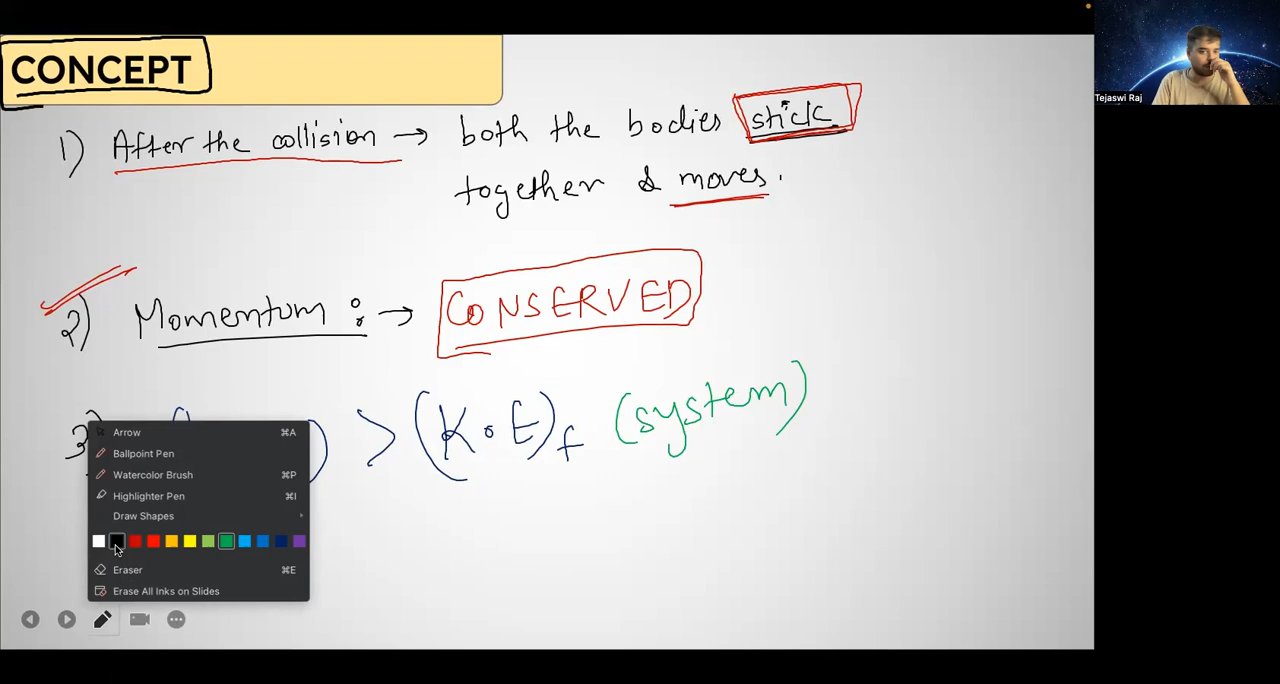 CONCEPT
Tejaswi Raj
1) After the collision → both the bodies stick
together & moves.
2) Momentum : → CONSERVED
3) > (K.E)f (system)
Arrow ⌘A
Ballpoint Pen
Watercolor Brush ⌘P
Highlighter Pen ⌘I
Draw Shapes
Eraser ⌘E
Erase All Inks on Slides